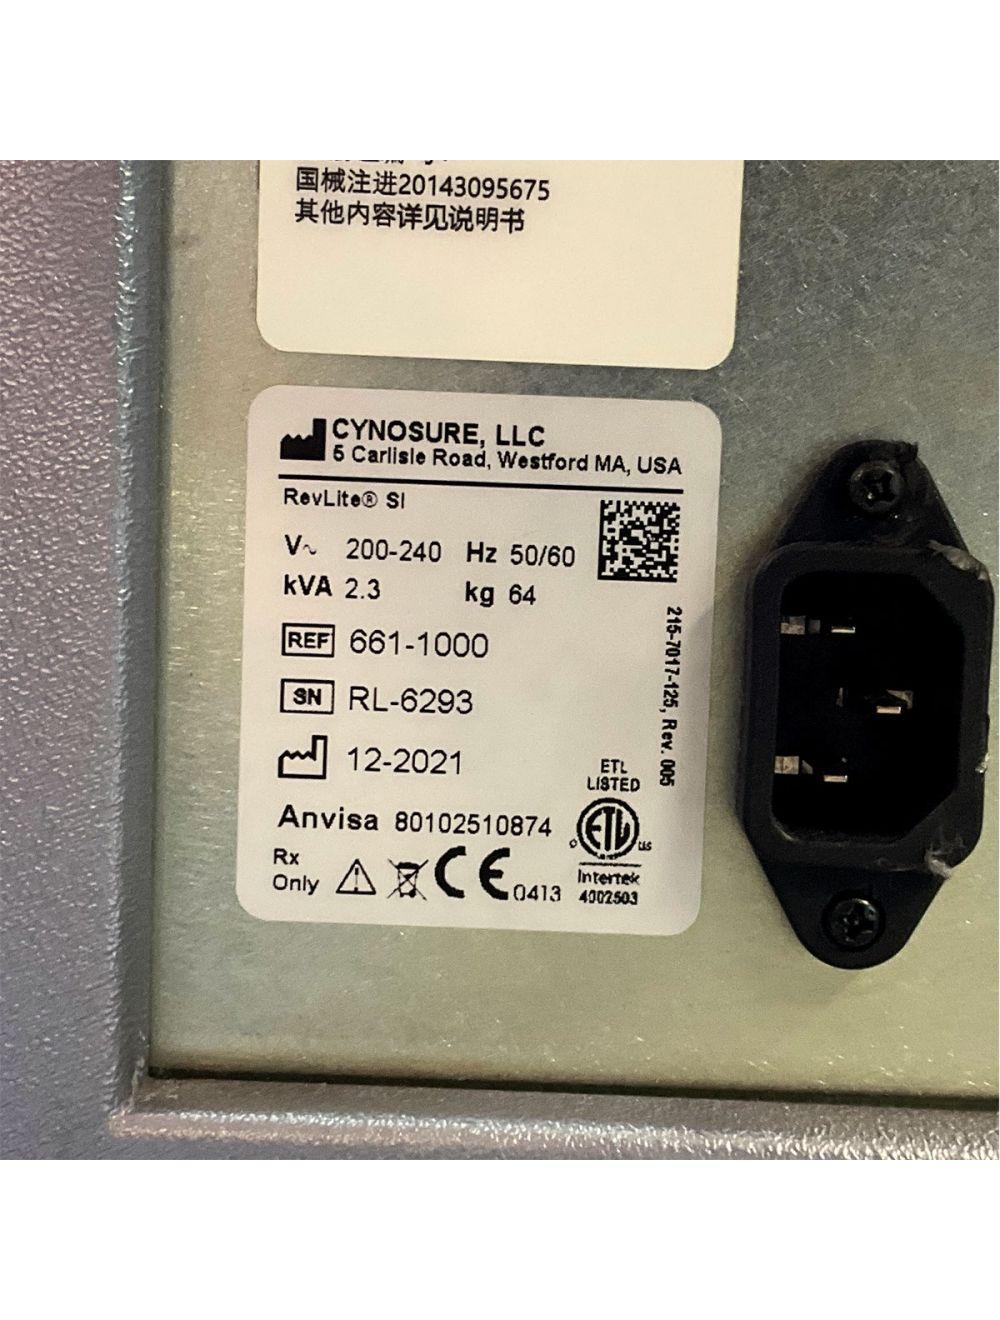 国械注进20143095675
其他内容详见说明书
CYNOSURE, LLC
5 Carlisle Road, Westford MA, USA
RevLite® SI
V~ 200-240 Hz 50/60
kVA 2.3 kg 64
REF 661-1000
SN RL-6293
12-2021
215-7017-125, Rev. 005
Anvisa 80102510874
ETL
LISTED
ETL
c us
Intertek
4002503
Rx
Only
CE 0413